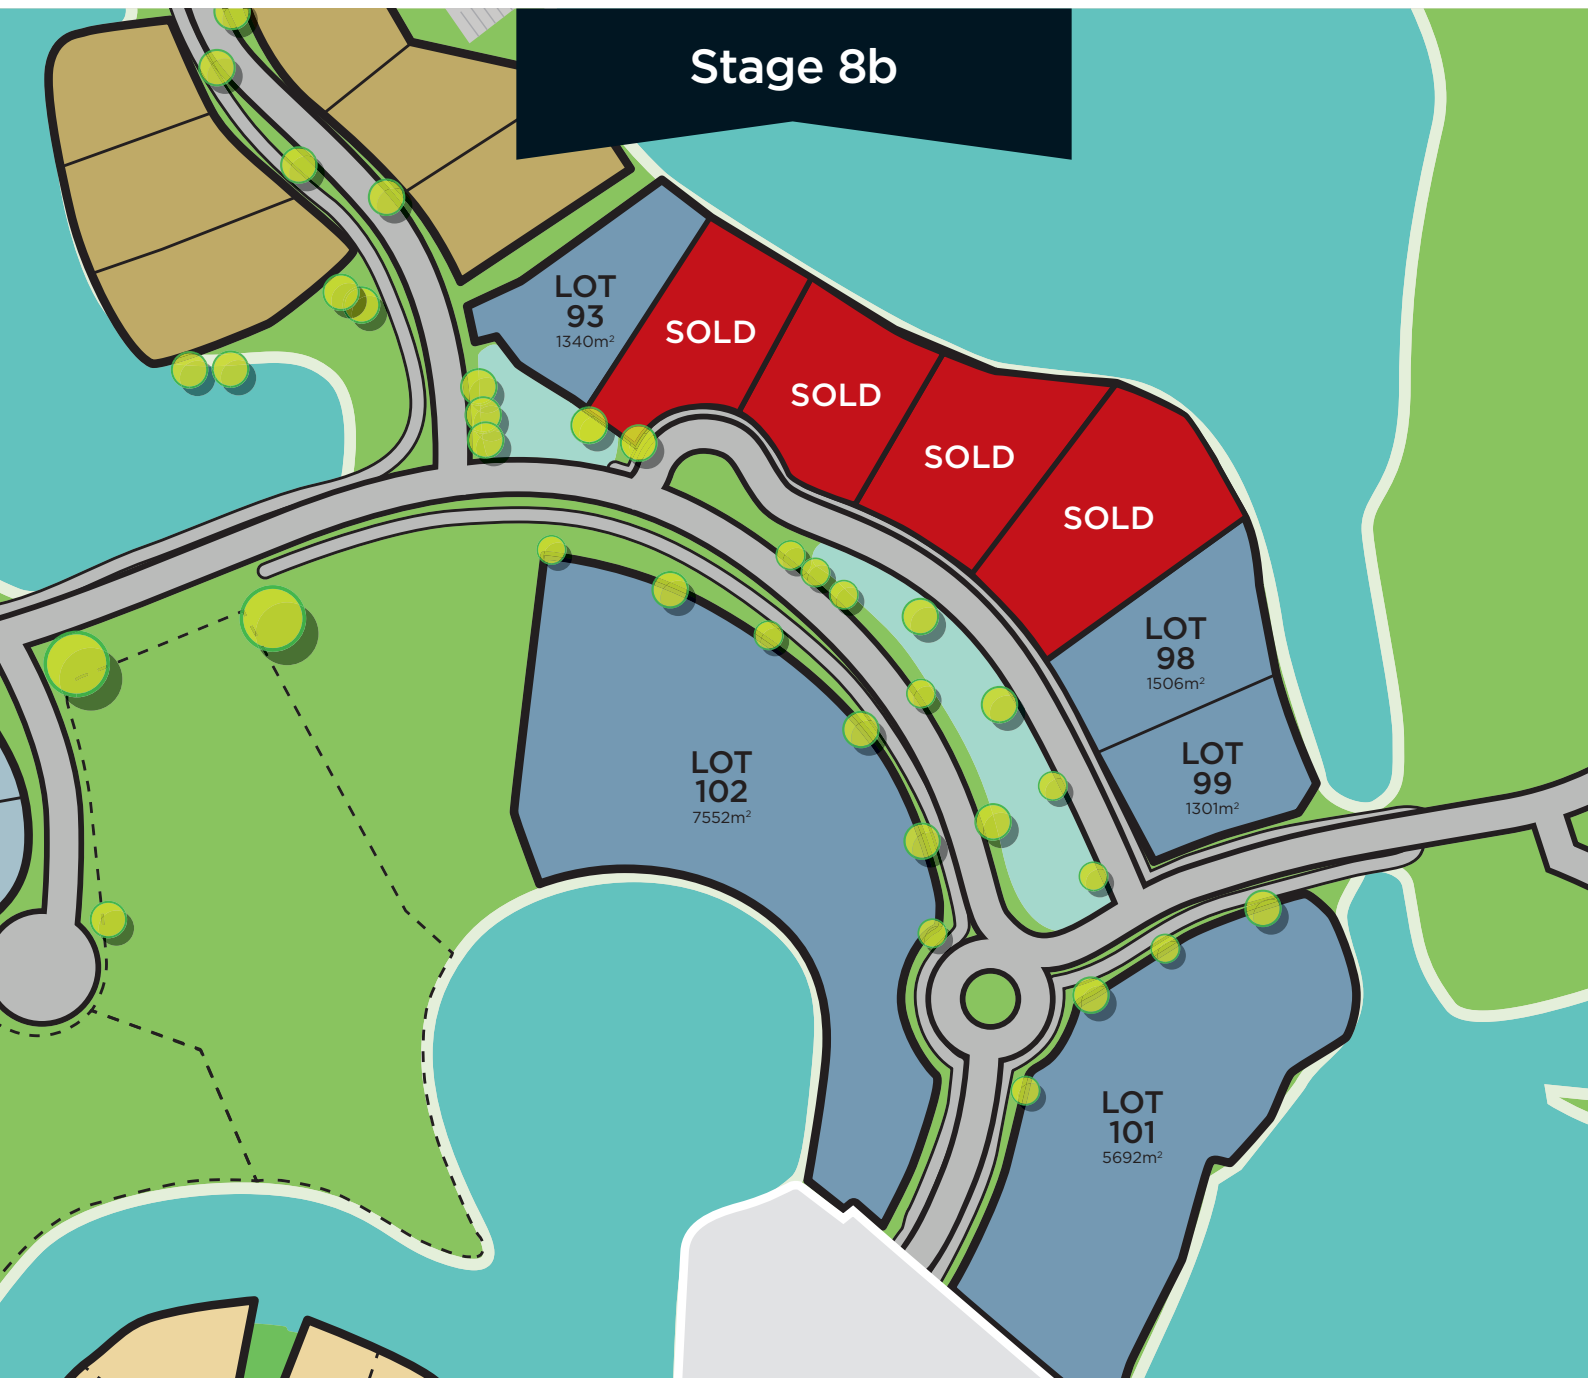 Stage 8b
LOT
93
1340m²
SOLD
SOLD
SOLD
SOLD
LOT
98
1506m²
LOT
99
1301m²
LOT
102
7552m²
LOT
101
5692m²